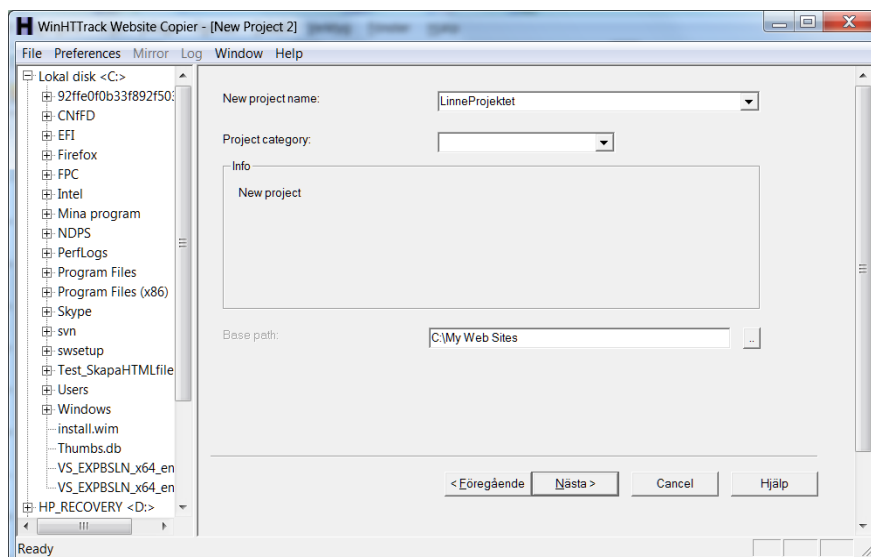 WinHTTrack Website Copier - [New Project 2]
File Preferences Mirror Log Window Help
Lokal disk <C:>
92ffe0f0b33f892f503
CNfFD
EFI
Firefox
FPC
Intel
Mina program
NDPS
PerfLogs
Program Files
Program Files (x86)
Skype
svn
swsetup
Test_SkapaHTMLfile
Users
Windows
install.wim
Thumbs.db
VS_EXPBSLN_x64_en
VS_EXPBSLN_x64_en
HP_RECOVERY <D:>
New project name: LinneProjektet
Project category:
Info
New project
Base path: C:\My Web Sites
..
< Föregående Nästa > Cancel Hjälp
Ready